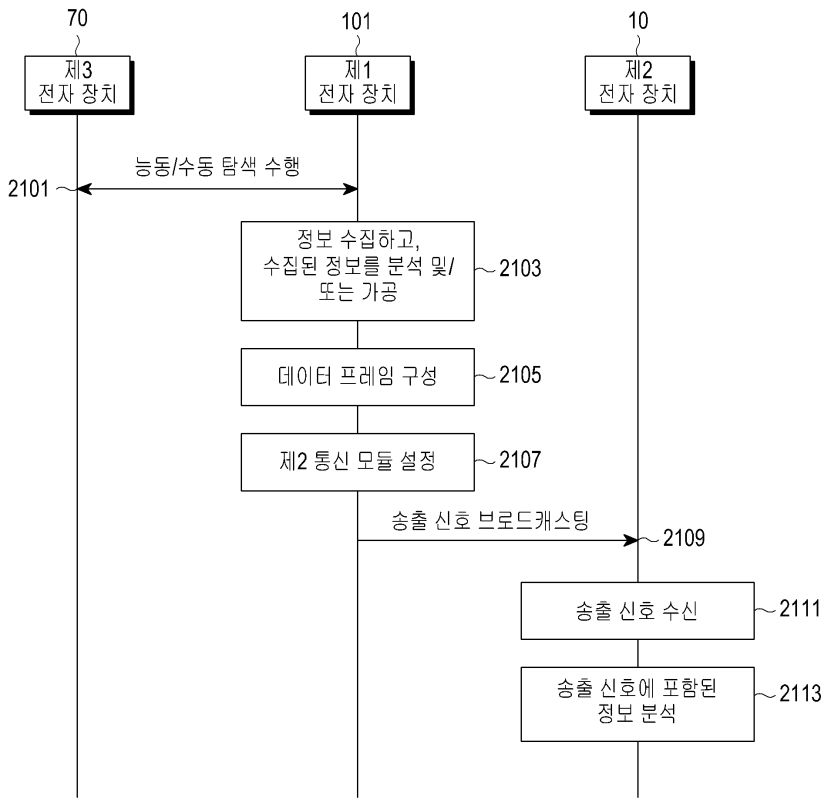 70
101
10
제3
전자 장치
제1
전자 장치
제2
전자 장치
능동/수동 탐색 수행
2101
정보 수집하고,
수집된 정보를 분석 및/
또는 가공
2103
데이터 프레임 구성
2105
제2 통신 모듈 설정
2107
송출 신호 브로드캐스팅
2109
송출 신호 수신
2111
송출 신호에 포함된
정보 분석
2113